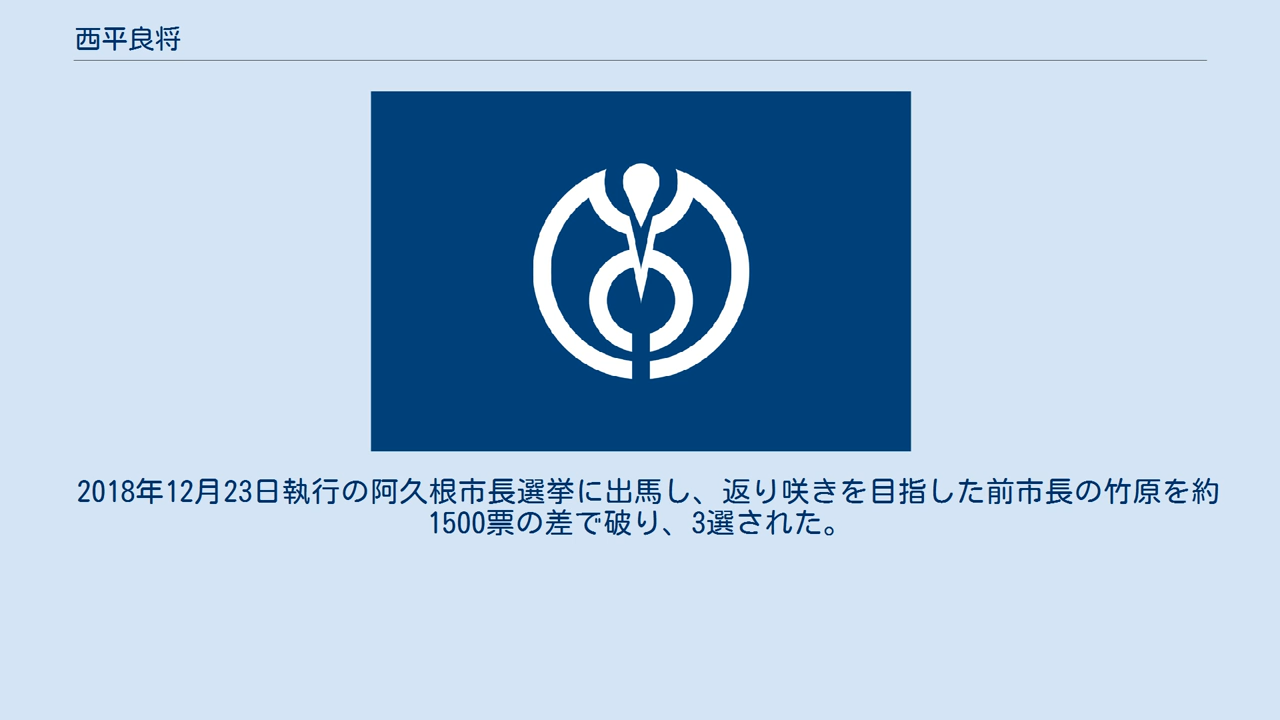 西平良将
2018年12月23日執行の阿久根市長選挙に出馬し、返り咲きを目指した前市長の竹原を約
1500票の差で破り、3選された。